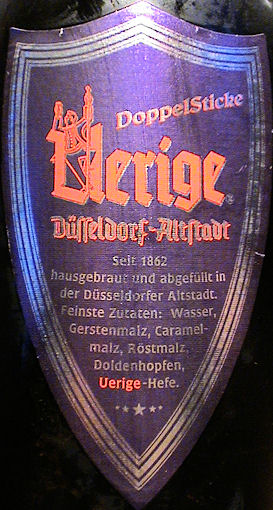 DoppelSticke
Uerige
Düsseldorf-Altstadt
Seit 1862
hausgebraut und abgefüllt in
der Düsseldorfer Altstadt.
Feinste Zutaten: Wasser,
Gerstenmalz, Caramel-
malz, Röstmalz,
Doldenhopfen,
Uerige-Hefe.